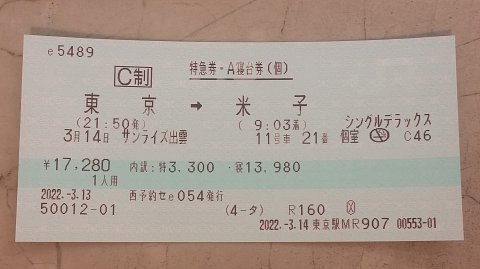 e5489
C制 特急券・A寝台券(個)
東京 → 米子
(21:50発) (9:03着) シングルデラックス
3月14日 サンライズ出雲 11号車 21番 個室 C46
¥17,280 内訳:特3,300・寝13,980
1人用
2022.-3.13 西予約セe054発行
50012-01 (4-タ) R160
2022.-3.14 東京駅MR907 00553-01